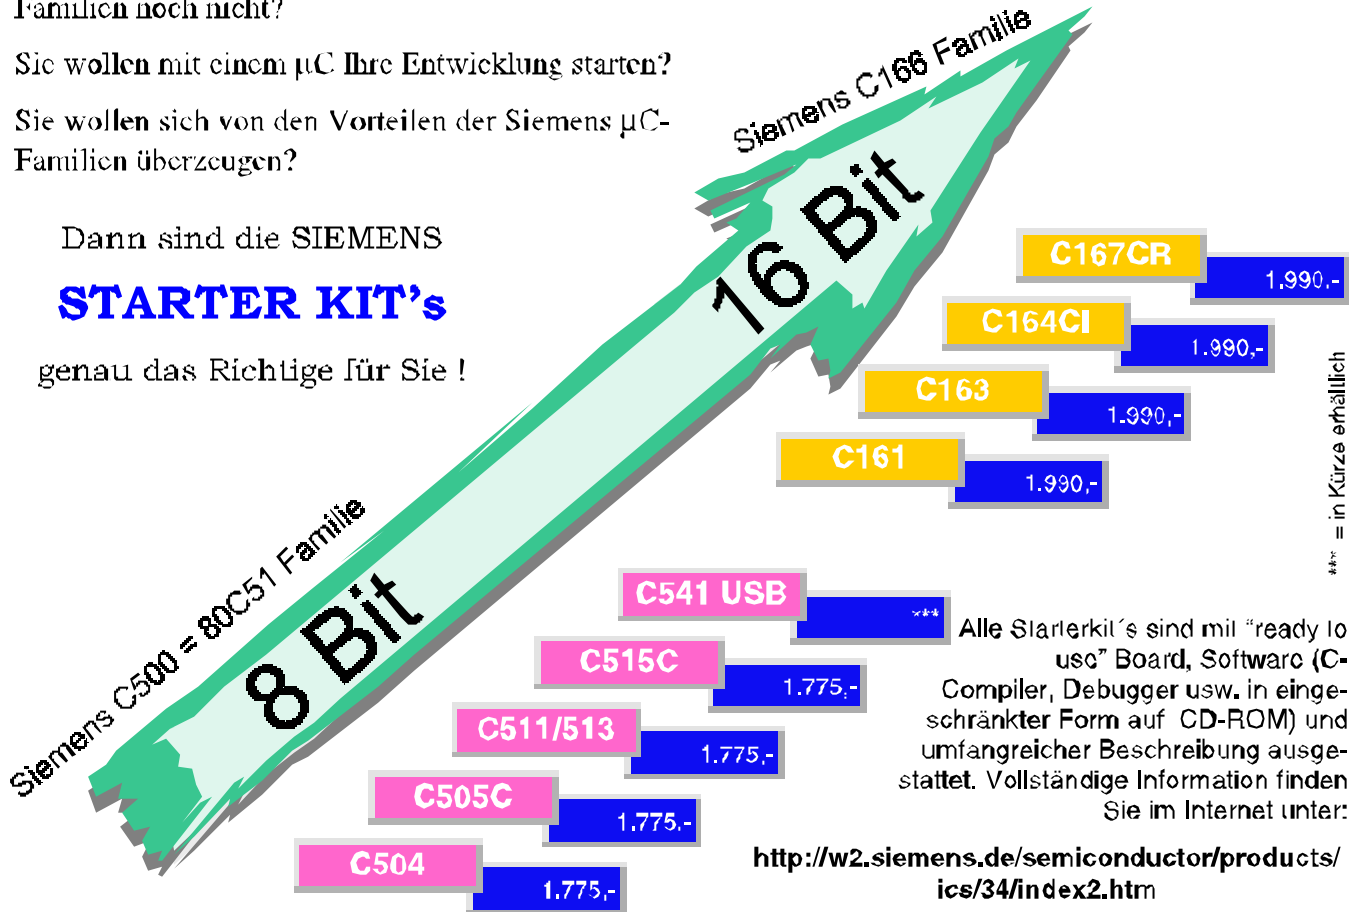 Familien noch nicht?
Sie wollen mit einem µC Ihre Entwicklung starten?
Sie wollen sich von den Vorteilen der Siemens µC-
Familien überzeugen?
Dann sind die SIEMENS
STARTER KIT's
genau das Richtige für Sie !
Siemens C166 Familie
16 Bit
Siemens C500 = 80C51 Familie
8 Bit
C167CR
1.990.-
C164CI
1.990,-
C163
1.990,-
C161
1.990,-
*** = in Kürze erhältlich
C541 USB
***
C515C
1.775,-
C511/513
1.775,-
C505C
1.775.-
C504
1.775,-
Alle Starterkit´s sind mit "ready to
use" Board, Software (C-
Compiler, Debugger usw. in einge-
schränkter Form auf CD-ROM) und
umfangreicher Beschreibung ausge-
stattet. Vollständige Information finden
Sie im Internet unter:
http://w2.siemens.de/semiconductor/products/
ics/34/index2.htm